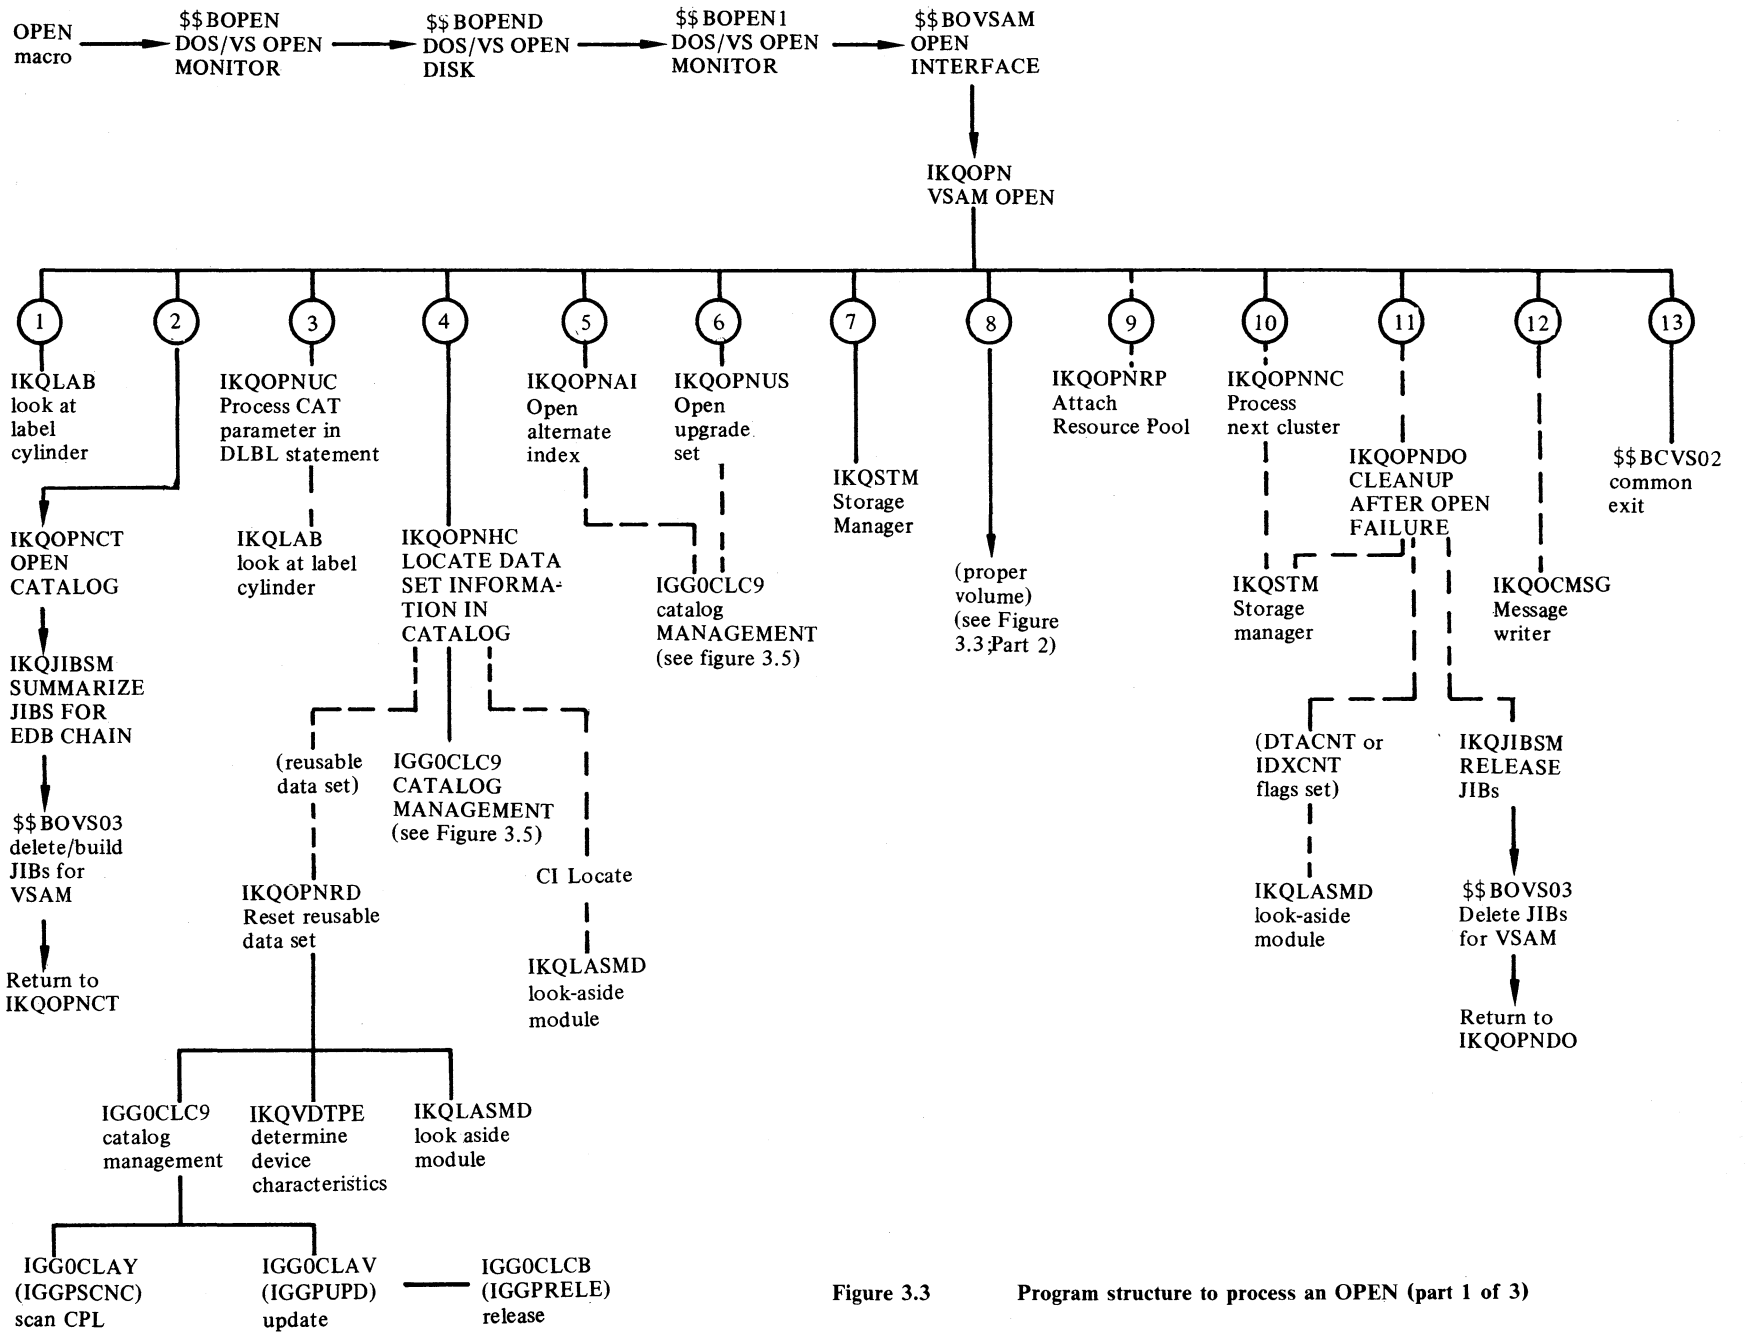 OPEN
macro
$$BOPEN
DOS/VS OPEN
MONITOR
$$BOPEND
DOS/VS OPEN
DISK
$$BOPEN1
DOS/VS OPEN
MONITOR
$$BOVSAM
OPEN
INTERFACE
IKQOPN
VSAM OPEN
1
2
3
4
5
6
7
8
9
10
11
12
13
IKQLAB
look at
label
cylinder
IKQOPNCT
OPEN
CATALOG
IKQJIBSM
SUMMARIZE
JIBS FOR
EDB CHAIN
$$BOVS03
delete/build
JIBs for
VSAM
Return to
IKQOPNCT
IKQOPNUC
Process CAT
parameter in
DLBL statement
IKQLAB
look at label
cylinder
IKQOPNHC
LOCATE DATA
SET INFORMA-
TION IN
CATALOG
(reusable
data set)
IKQOPNRD
Reset reusable
data set
IGG0CLC9
CATALOG
MANAGEMENT
(see Figure 3.5)
CI Locate
IKQLASMD
look-aside
module
IGG0CLC9
catalog
management
IKQVDTPE
determine
device
characteristics
IKQLASMD
look aside
module
IGG0CLAY
(IGGPSCNC)
scan CPL
IGG0CLAV
(IGGPUPD)
update
IGG0CLCB
(IGGPRELE)
release
IKQOPNAI
Open
alternate
index
IKQOPNUS
Open
upgrade
set
IGG0CLC9
catalog
MANAGEMENT
(see figure 3.5)
IKQSTM
Storage
Manager
(proper
volume)
(see Figure
3.3;Part 2)
IKQOPNRP
Attach
Resource Pool
IKQOPNNC
Process
next cluster
IKQSTM
Storage
manager
IKQOPNDO
CLEANUP
AFTER OPEN
FAILURE
(DTACNT or
IDXCNT
flags set)
IKQLASMD
look-aside
module
IKQJIBSM
RELEASE
JIBs
$$BOVS03
Delete JIBs
for VSAM
Return to
IKQOPNDO
IKQOCMSG
Message
writer
$$BCVS02
common
exit
Figure 3.3 Program structure to process an OPEN (part 1 of 3)